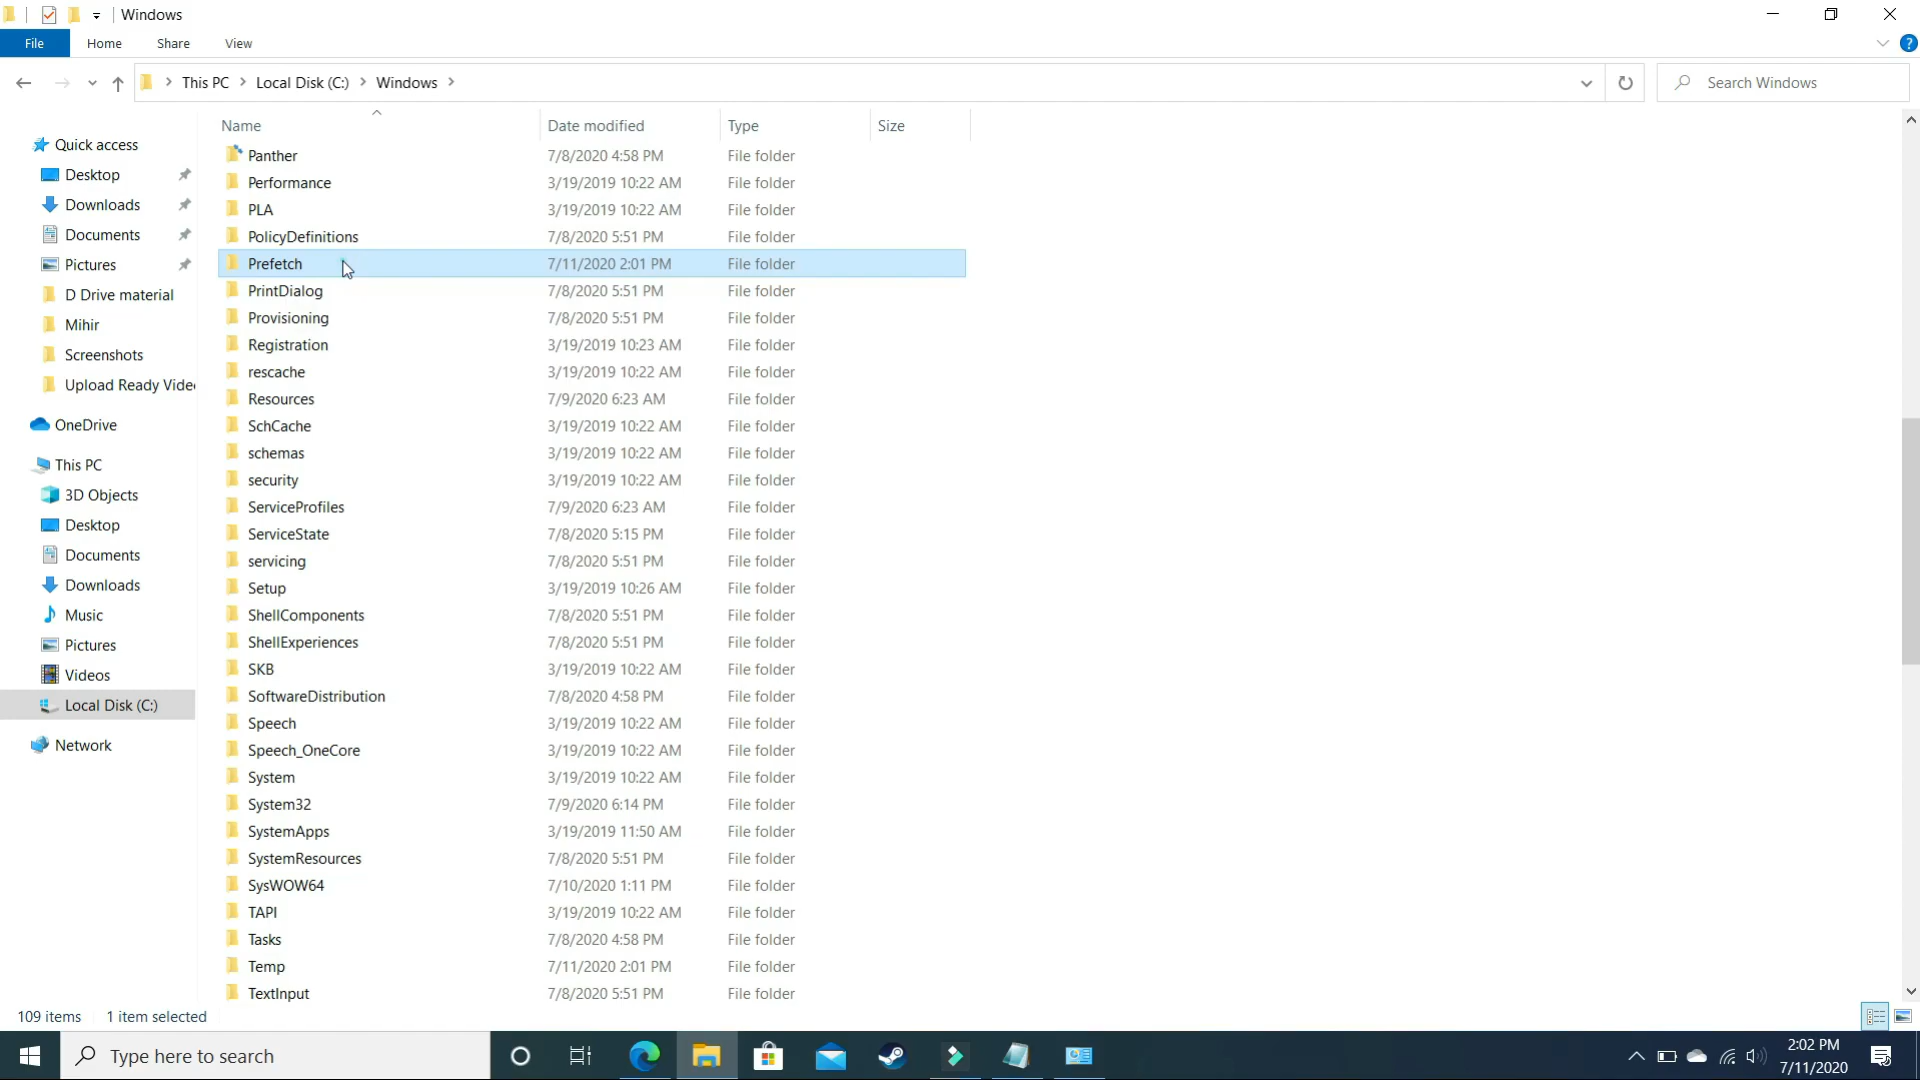 Windows
File Home Share View
This PC Local Disk (C:) Windows
Search Windows
Name Date modified Type Size
Quick access
Desktop
Downloads
Documents
Pictures
D Drive material
Mihir
Screenshots
Upload Ready Vide
OneDrive
This PC
3D Objects
Desktop
Documents
Downloads
Music
Pictures
Videos
Local Disk (C:)
Network
Panther 7/8/2020 4:58 PM File folder
Performance 3/19/2019 10:22 AM File folder
PLA 3/19/2019 10:22 AM File folder
PolicyDefinitions 7/8/2020 5:51 PM File folder
Prefetch 7/11/2020 2:01 PM File folder
PrintDialog 7/8/2020 5:51 PM File folder
Provisioning 7/8/2020 5:51 PM File folder
Registration 3/19/2019 10:23 AM File folder
rescache 3/19/2019 10:22 AM File folder
Resources 7/9/2020 6:23 AM File folder
SchCache 3/19/2019 10:22 AM File folder
schemas 3/19/2019 10:22 AM File folder
security 3/19/2019 10:22 AM File folder
ServiceProfiles 7/9/2020 6:23 AM File folder
ServiceState 7/8/2020 5:15 PM File folder
servicing 7/8/2020 5:51 PM File folder
Setup 3/19/2019 10:26 AM File folder
ShellComponents 7/8/2020 5:51 PM File folder
ShellExperiences 7/8/2020 5:51 PM File folder
SKB 3/19/2019 10:22 AM File folder
SoftwareDistribution 7/8/2020 4:58 PM File folder
Speech 3/19/2019 10:22 AM File folder
Speech_OneCore 3/19/2019 10:22 AM File folder
System 3/19/2019 10:22 AM File folder
System32 7/9/2020 6:14 PM File folder
SystemApps 3/19/2019 11:50 AM File folder
SystemResources 7/8/2020 5:51 PM File folder
SysWOW64 7/10/2020 1:11 PM File folder
TAPI 3/19/2019 10:22 AM File folder
Tasks 7/8/2020 4:58 PM File folder
Temp 7/11/2020 2:01 PM File folder
TextInput 7/8/2020 5:51 PM File folder
109 items 1 item selected
Type here to search
2:02 PM
7/11/2020